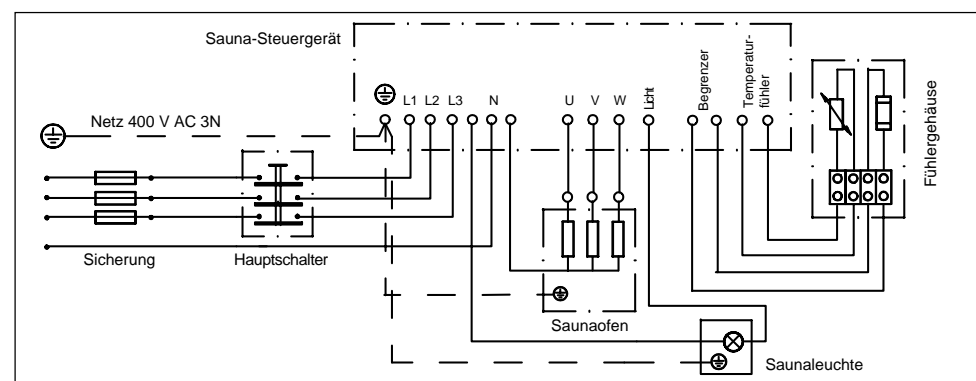 Sauna-Steuergerät
L1 L2 L3 N U V W Licht Begrenzer Temperatur-
fühler
Netz 400 V AC 3N
Fühlergehäuse
Sicherung
Hauptschalter
Saunaofen
Saunaleuchte